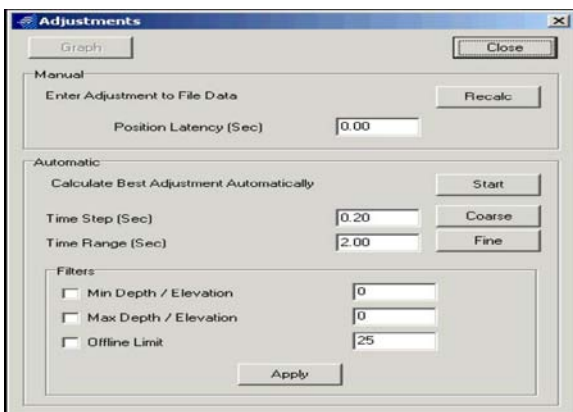 Adjustments
Graph Close
Manual
Enter Adjustment to File Data Recalc
Position Latency (Sec) 0.00
Automatic
Calculate Best Adjustment Automatically Start
Time Step (Sec) 0.20 Coarse
Time Range (Sec) 2.00 Fine
Filters
Min Depth / Elevation 0
Max Depth / Elevation 0
Offline Limit 25
Apply